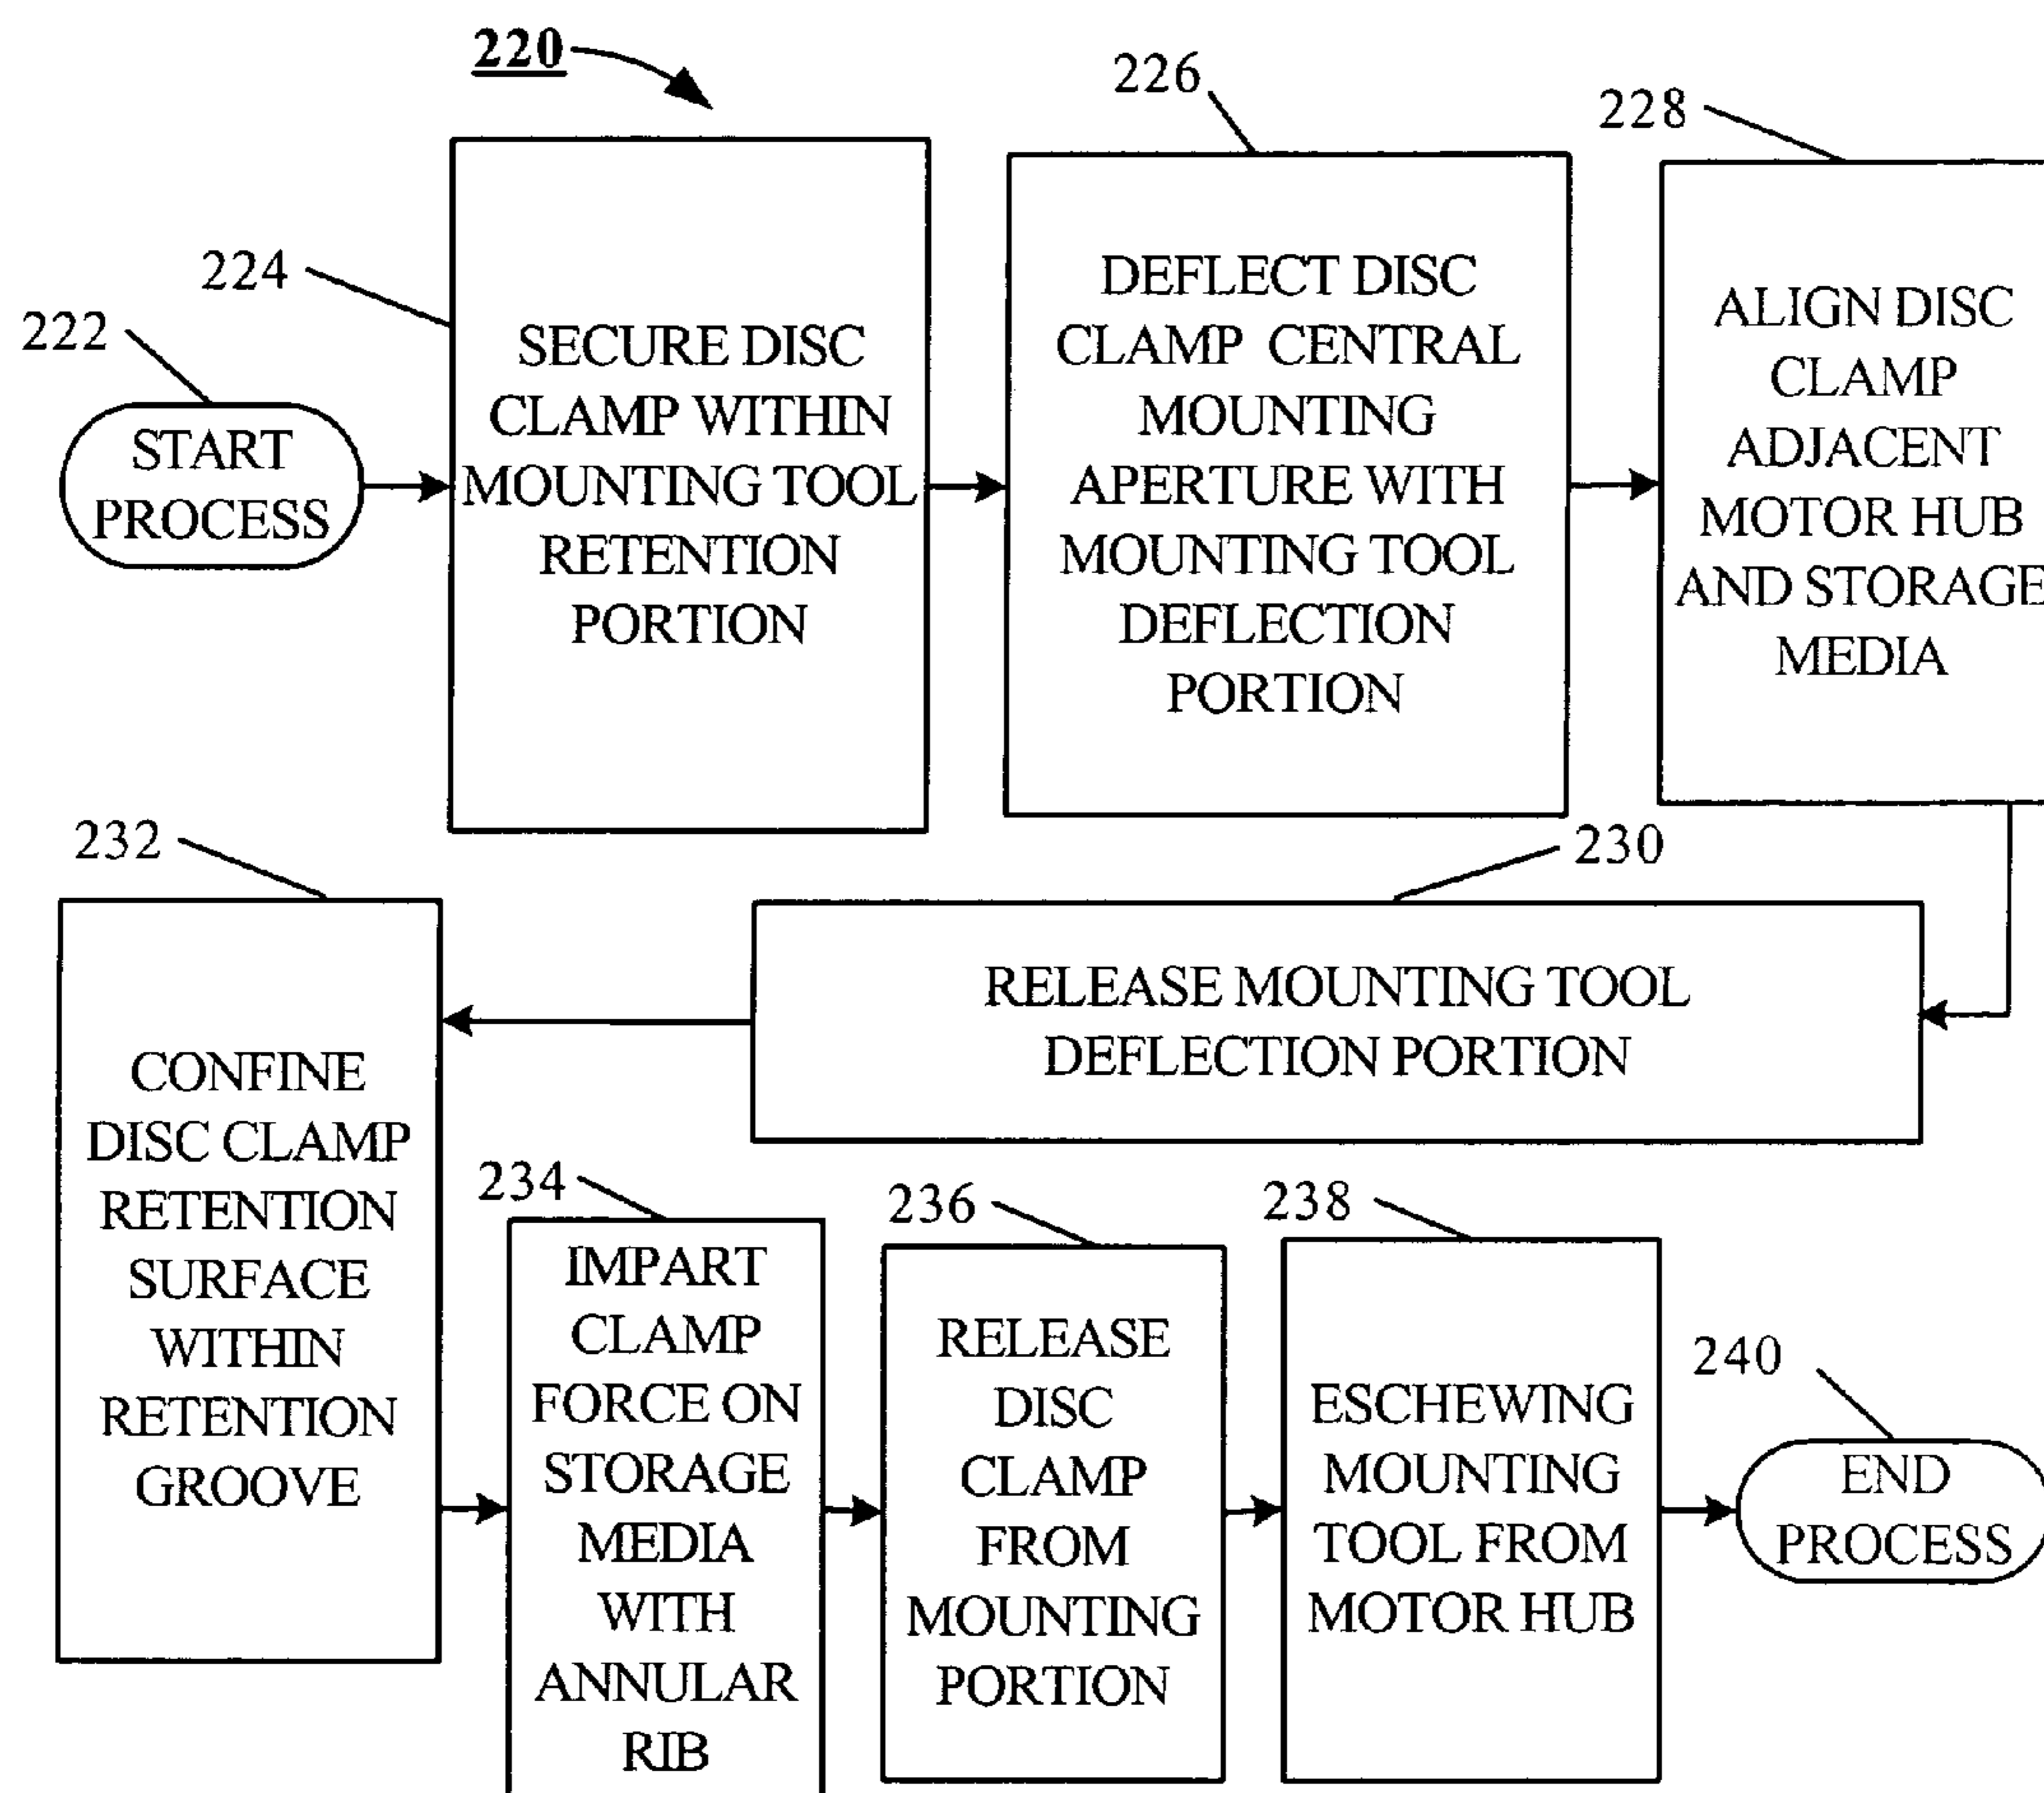 220
222
START
PROCESS
224
SECURE DISC
CLAMP WITHIN
MOUNTING TOOL
RETENTION
PORTION
226
DEFLECT DISC
CLAMP CENTRAL
MOUNTING
APERTURE WITH
MOUNTING TOOL
DEFLECTION
PORTION
228
ALIGN DISC
CLAMP
ADJACENT
MOTOR HUB
AND STORAGE
MEDIA
230
RELEASE MOUNTING TOOL
DEFLECTION PORTION
232
CONFINE
DISC CLAMP
RETENTION
SURFACE
WITHIN
RETENTION
GROOVE
234
IMPART
CLAMP
FORCE ON
STORAGE
MEDIA
WITH
ANNULAR
RIB
236
RELEASE
DISC
CLAMP
FROM
MOUNTING
PORTION
238
ESCHEWING
MOUNTING
TOOL FROM
MOTOR HUB
240
END
PROCESS